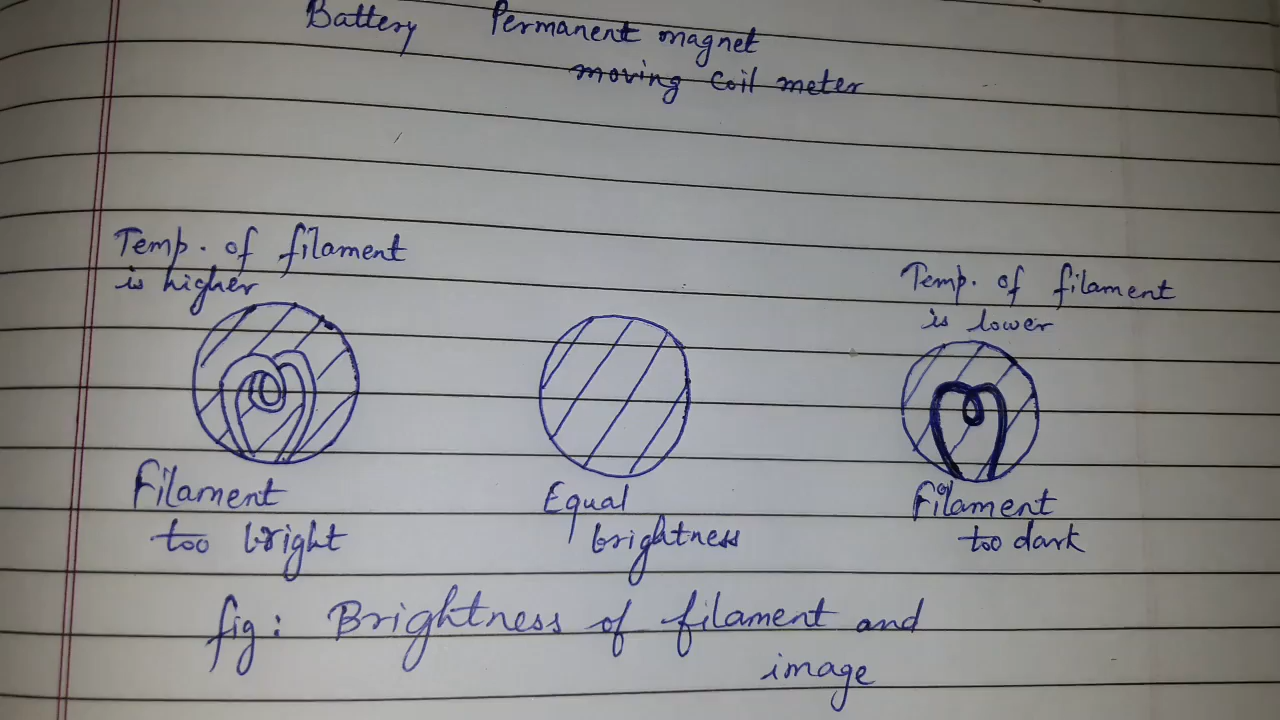 Battery
Permanent magnet
moving coil meter
Temp. of filament
is higher
Filament
too bright
Equal
brightness
Temp. of filament
is lower
Filament
too dark
fig: Brightness of filament and
image